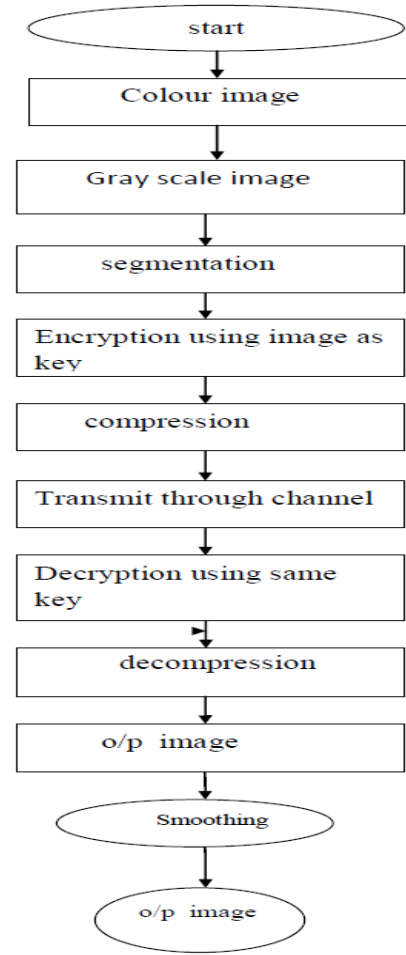 start
Colour image
Gray scale image
segmentation
Encryption using image as
key
compression
Transmit through channel
Decryption using same
key
decompression
o/p image
Smoothing
o/p image